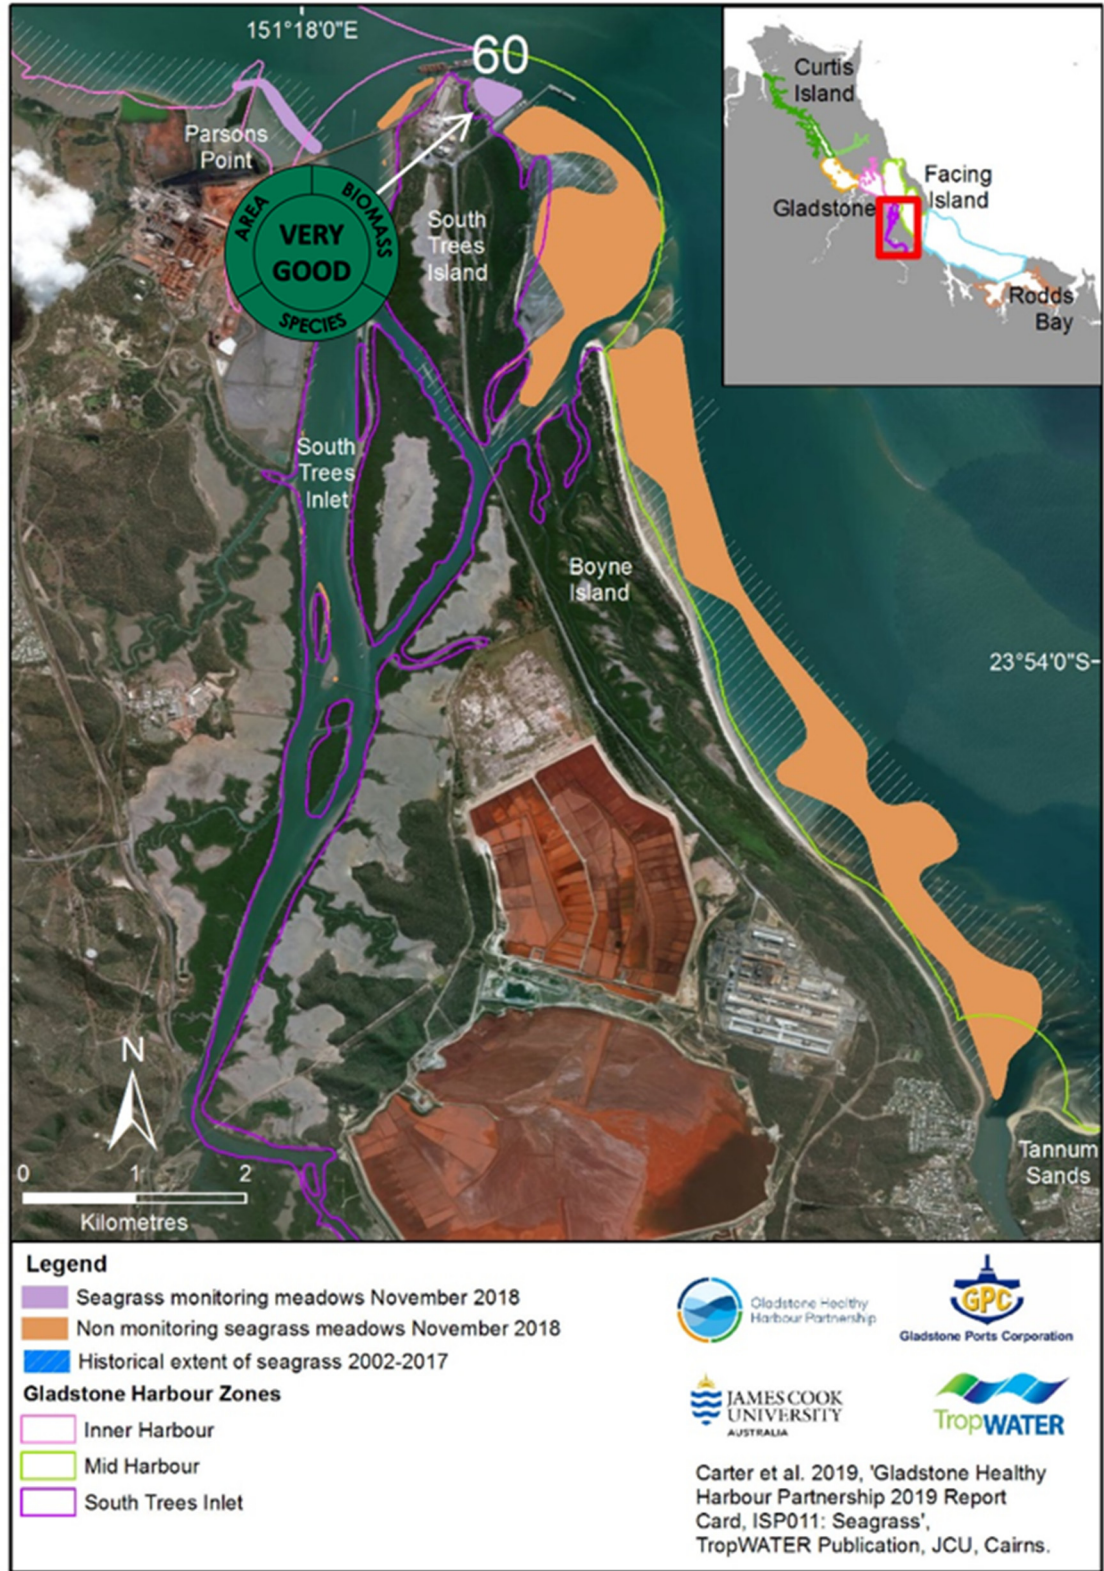 151°18'0"E
60
Parsons
Point
AREA
BIOMASS
VERY
GOOD
SPECIES
South
Trees
Island
Curtis
Island
Facing
Island
Gladstone
Rodds
Bay
South
Trees
Inlet
Boyne
Island
23°54'0"S
N
0 1 2
Kilometres
Tannum
Sands
Legend
Seagrass monitoring meadows November 2018
Non monitoring seagrass meadows November 2018
Historical extent of seagrass 2002-2017
Gladstone Harbour Zones
Inner Harbour
Mid Harbour
South Trees Inlet
Gladstone Healthy
Harbour Partnership
GPC
Gladstone Ports Corporation
JAMES COOK
UNIVERSITY
AUSTRALIA
TropWATER
Carter et al. 2019, 'Gladstone Healthy
Harbour Partnership 2019 Report
Card, ISP011: Seagrass',
TropWATER Publication, JCU, Cairns.